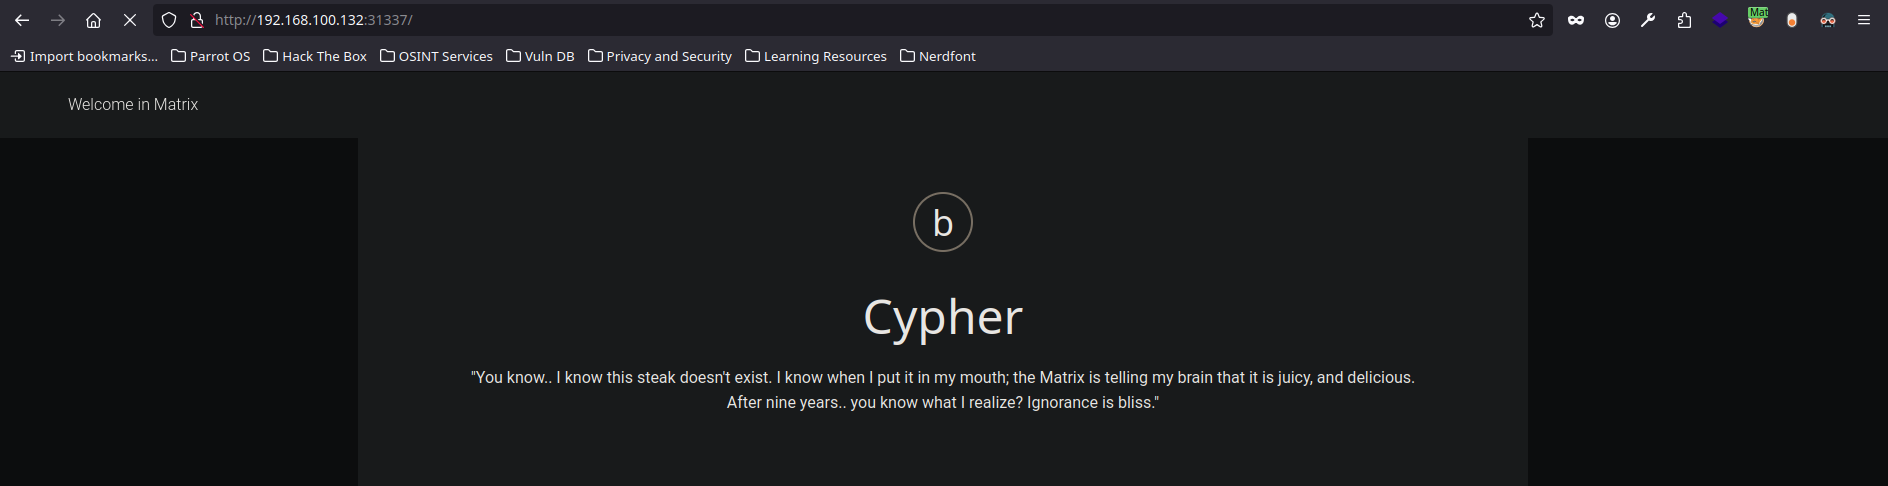 http://192.168.100.132:31337/
Mat
Import bookmarks... Parrot OS Hack The Box OSINT Services Vuln DB Privacy and Security Learning Resources Nerdfont
Welcome in Matrix
b
Cypher
"You know.. I know this steak doesn't exist. I know when I put it in my mouth; the Matrix is telling my brain that it is juicy, and delicious.
After nine years.. you know what I realize? Ignorance is bliss."